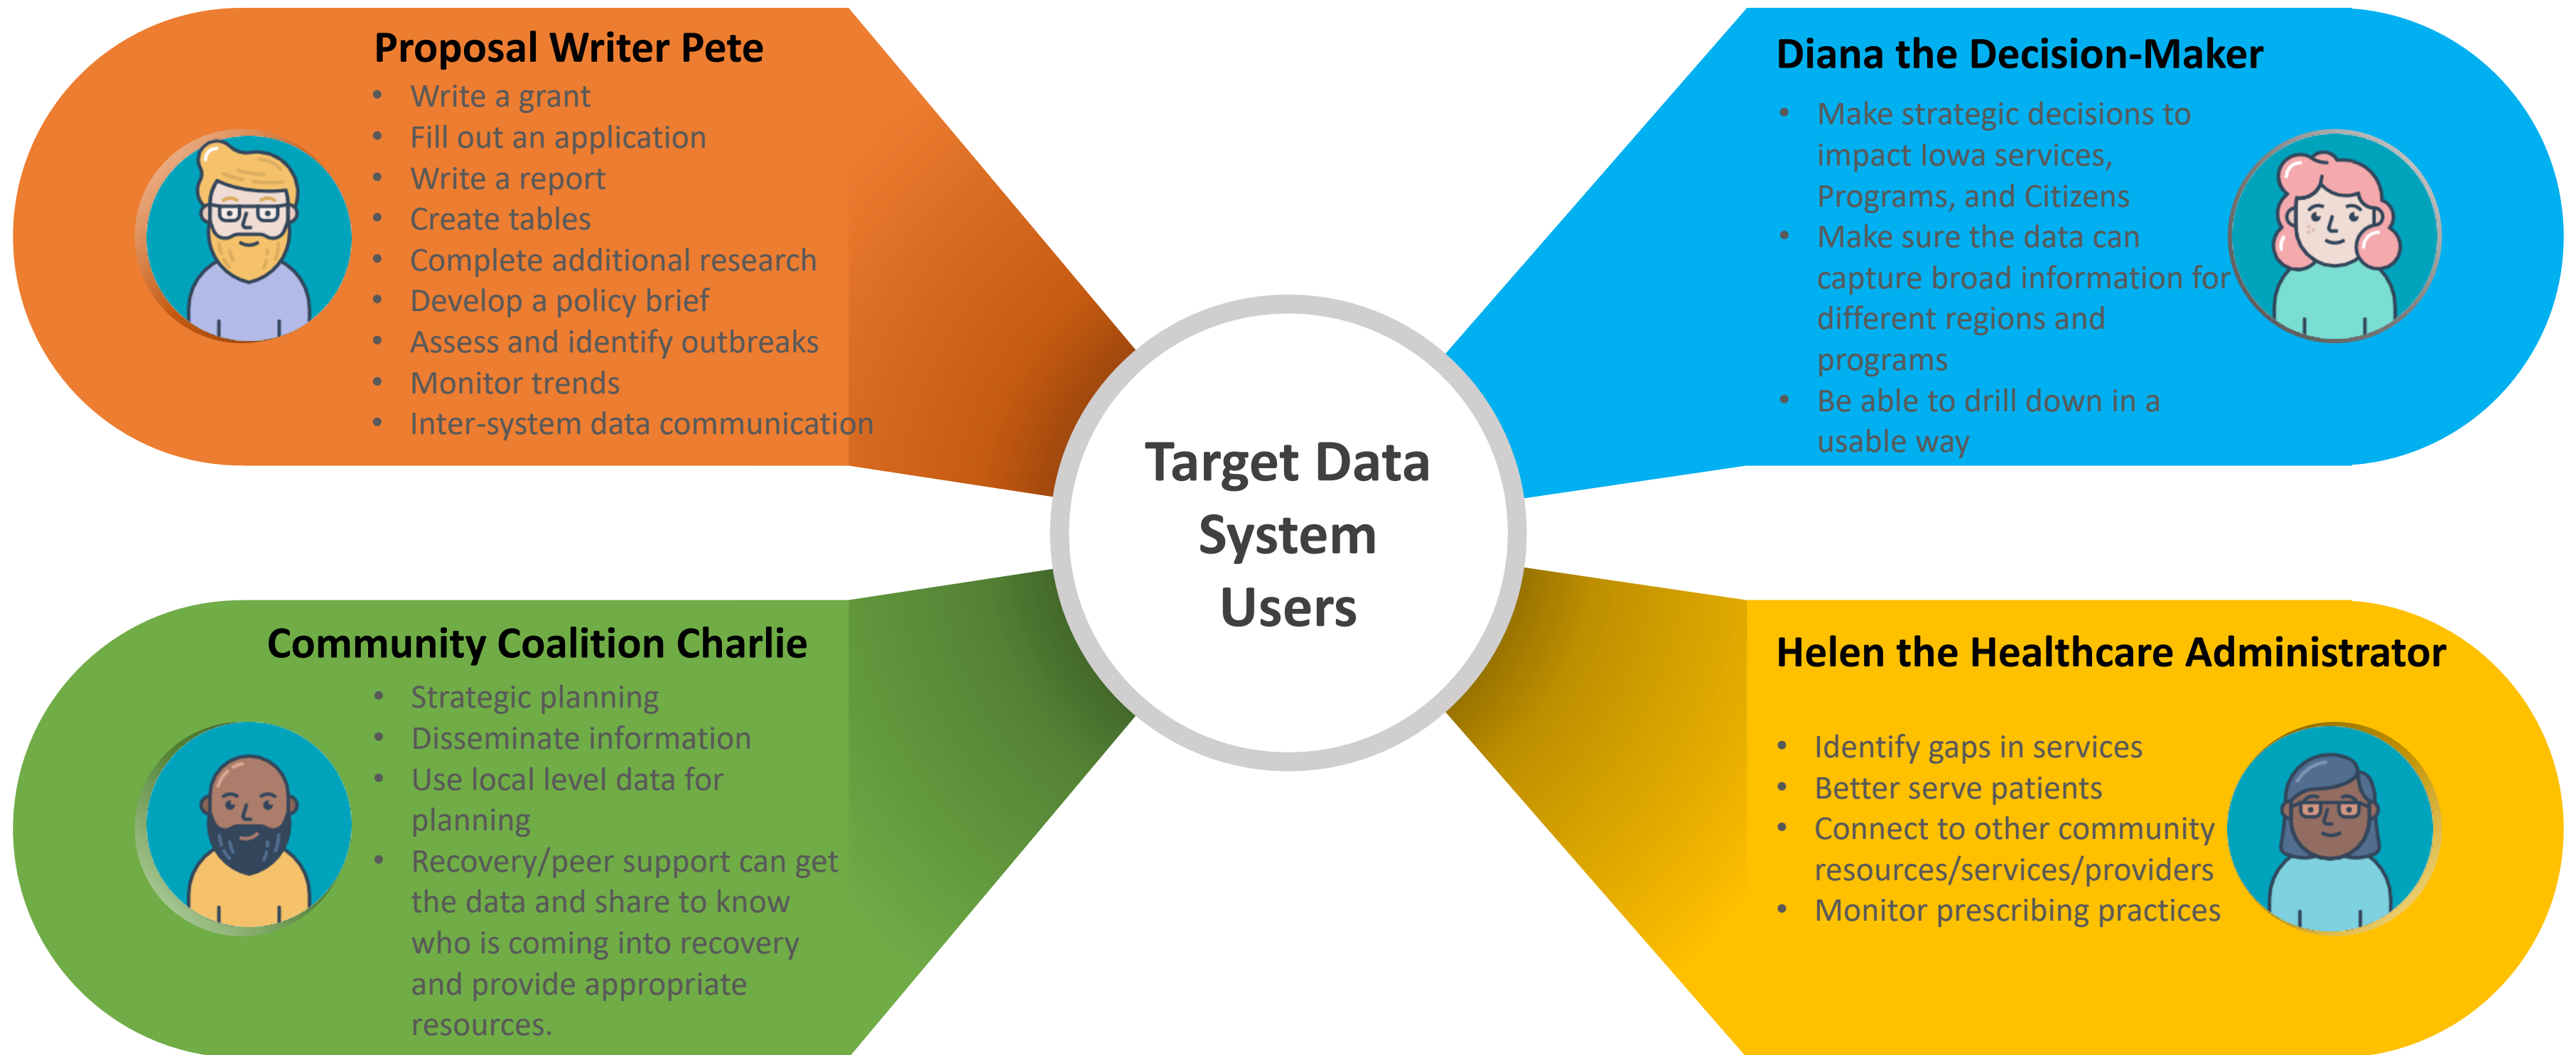 Proposal Writer Pete
• Write a grant
• Fill out an application
• Write a report
• Create tables
• Complete additional research
• Develop a policy brief
• Assess and identify outbreaks
• Monitor trends
• Inter-system data communication
Diana the Decision-Maker
• Make strategic decisions to
impact Iowa services,
Programs, and Citizens
• Make sure the data can
capture broad information for
different regions and
programs
• Be able to drill down in a
usable way
Target Data
System
Users
Community Coalition Charlie
• Strategic planning
• Disseminate information
• Use local level data for
planning
• Recovery/peer support can get
the data and share to know
who is coming into recovery
and provide appropriate
resources.
Helen the Healthcare Administrator
• Identify gaps in services
• Better serve patients
• Connect to other community
resources/services/providers
• Monitor prescribing practices